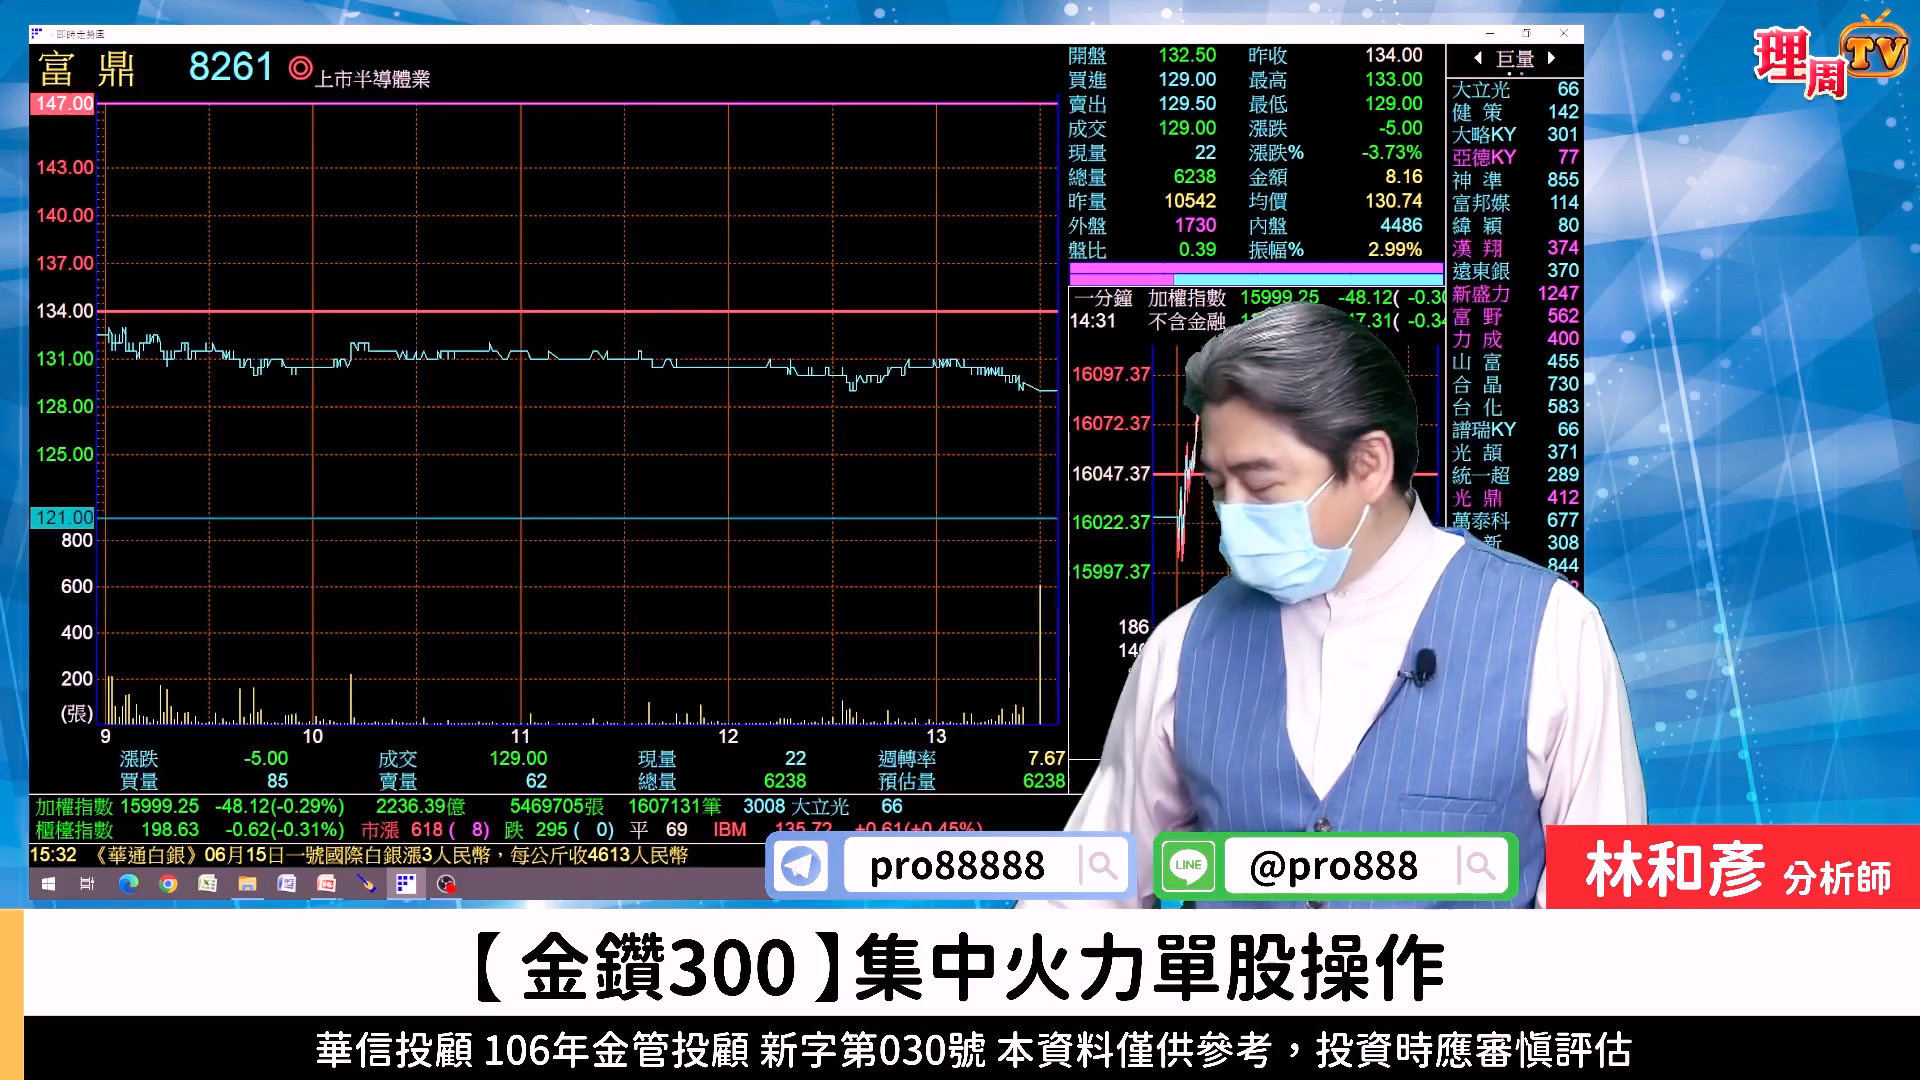 即時走勢圖
富鼎 8261 ◎ 上市半導體業
147.00
143.00
140.00
137.00
134.00
131.00
128.00
125.00
121.00
800
600
400
200
(張)
9 10 11 12 13
漲跌 -5.00 成交 129.00 現量 22 週轉率 7.67
買量 85 賣量 62 總量 6238 預估量 6238
開盤 132.50 昨收 134.00
買進 129.00 最高 133.00
賣出 129.50 最低 129.00
成交 129.00 漲跌 -5.00
現量 22 漲跌% -3.73%
總量 6238 金額 8.16
昨量 10542 均價 130.74
外盤 1730 內盤 4486
盤比 0.39 振幅% 2.99%
一分鐘 加權指數 15999.25 -48.12( -0.30
14:31 不含金融 7.31( -0.34
16097.37
16072.37
16047.37
16022.37
15997.37
186
巨量
大立光 66
健策 142
大略KY 301
亞德KY 77
神準 855
富邦媒 114
緯穎 80
漢翔 374
遠東銀 370
新盛力 1247
富野 562
力成 400
山富 455
合晶 730
台化 583
譜瑞KY 66
光頡 371
統一超 289
光鼎 412
萬泰科 677
新 308
844
加權指數 15999.25 -48.12(-0.29%) 2236.39億 5469705張 1607131筆 3008 大立光 66
櫃檯指數 198.63 -0.62(-0.31%) 市漲 618 ( 8) 跌 295 ( 0) 平 69 IBM 135.72 +0.61(+0.45%)
15:32 《華通白銀》06月15日一號國際白銀漲3人民幣，每公斤收4613人民幣
理周TV
pro88888
LINE @pro888
林和彥 分析師
【金鑽300】集中火力單股操作
華信投顧 106年金管投顧 新字第030號 本資料僅供參考，投資時應審慎評估